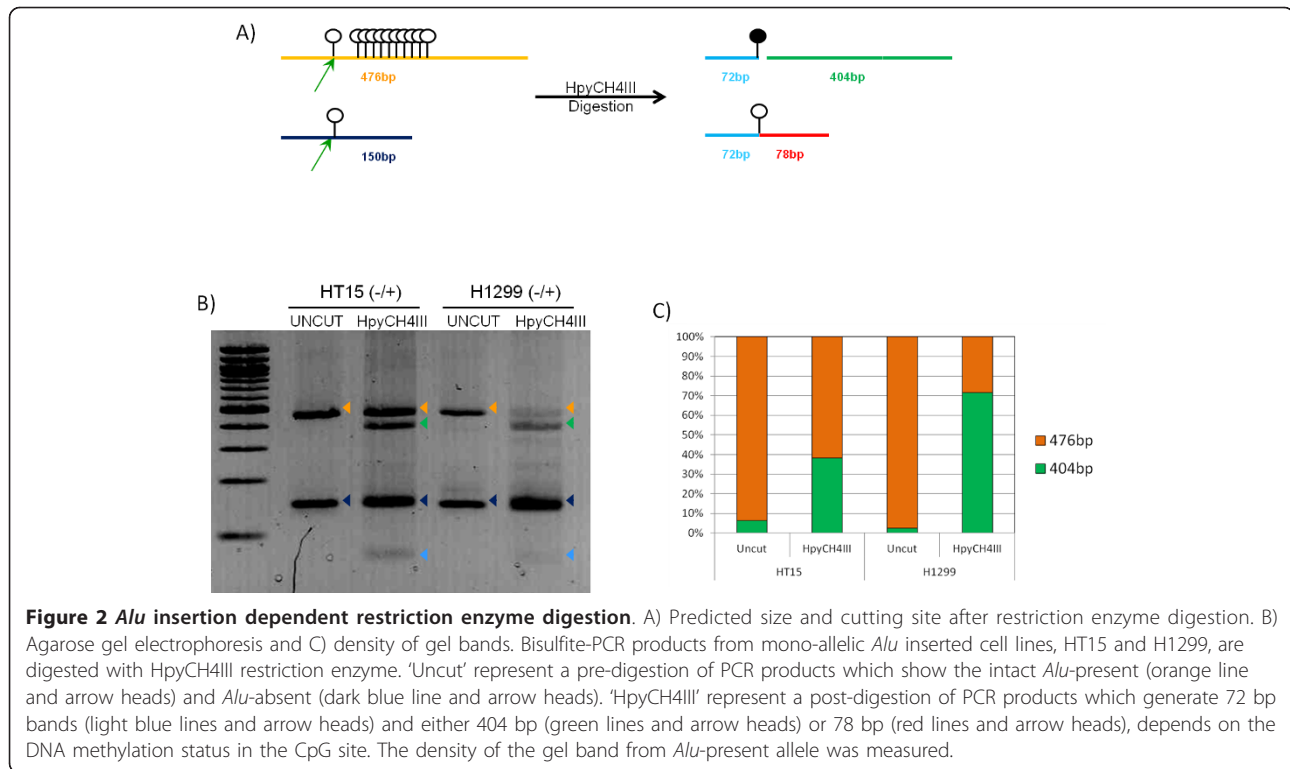 A)
476bp
HpyCH4III
Digestion
72bp 404bp
150bp
72bp 78bp
B)
HT15 (-/+) H1299 (-/+)
UNCUT HpyCH4III UNCUT HpyCH4III
C)
100%
90%
80%
70%
60%
50%
40%
30%
20%
10%
0%
Uncut HpyCH4III Uncut HpyCH4III
HT15 H1299
476bp
404bp
Figure 2 Alu insertion dependent restriction enzyme digestion. A) Predicted size and cutting site after restriction enzyme digestion. B)
Agarose gel electrophoresis and C) density of gel bands. Bisulfite-PCR products from mono-allelic Alu inserted cell lines, HT15 and H1299, are
digested with HpyCH4III restriction enzyme. ‘Uncut’ represent a pre-digestion of PCR products which show the intact Alu-present (orange line
and arrow heads) and Alu-absent (dark blue line and arrow heads). ‘HpyCH4III’ represent a post-digestion of PCR products which generate 72 bp
bands (light blue lines and arrow heads) and either 404 bp (green lines and arrow heads) or 78 bp (red lines and arrow heads), depends on the
DNA methylation status in the CpG site. The density of the gel band from Alu-present allele was measured.